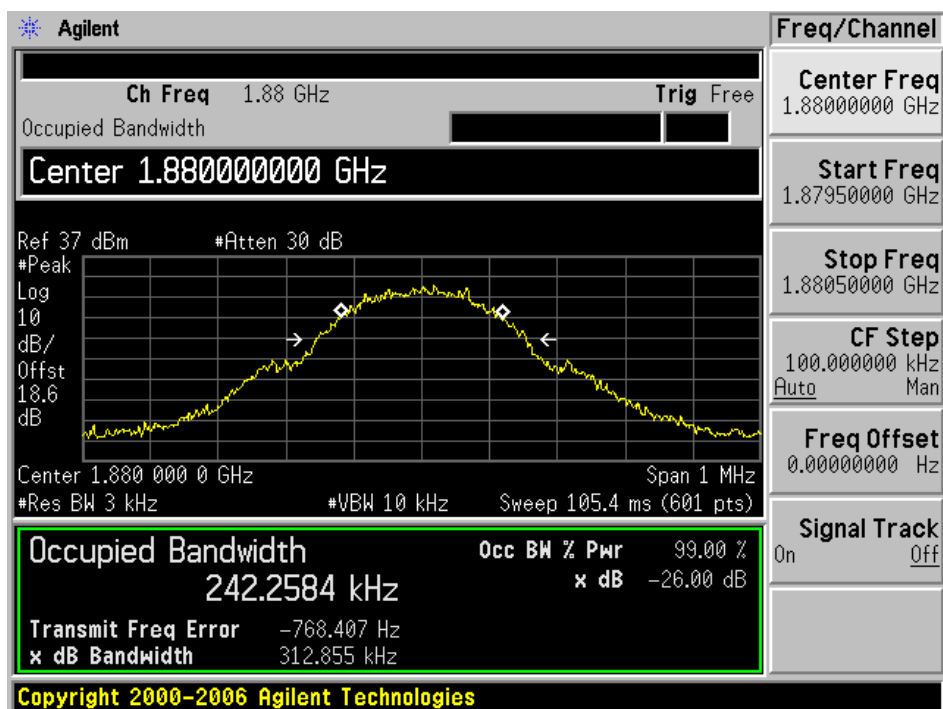 Agilent
Freq/Channel
Ch Freq 1.88 GHz Trig Free
Occupied Bandwidth
Center 1.880000000 GHz
Ref 37 dBm #Atten 30 dB
#Peak
Log
10
dB/
Offst
18.6
dB
Center 1.880 000 0 GHz Span 1 MHz
#Res BW 3 kHz #VBW 10 kHz Sweep 105.4 ms (601 pts)
Occupied Bandwidth
242.2584 kHz
Occ BW % Pwr 99.00 %
x dB -26.00 dB
Transmit Freq Error -768.407 Hz
x dB Bandwidth 312.855 kHz
Center Freq
1.88000000 GHz
Start Freq
1.87950000 GHz
Stop Freq
1.88050000 GHz
CF Step
100.000000 kHz
Auto Man
Freq Offset
0.00000000 Hz
Signal Track
On Off
Copyright 2000-2006 Agilent Technologies